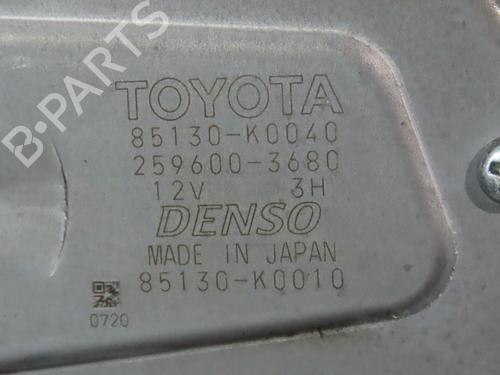 B-PARTS
TOYOTA
85130-K0040
259600-3680
12V 3H
DENSO
MADE IN JAPAN
85130-K0010
0720